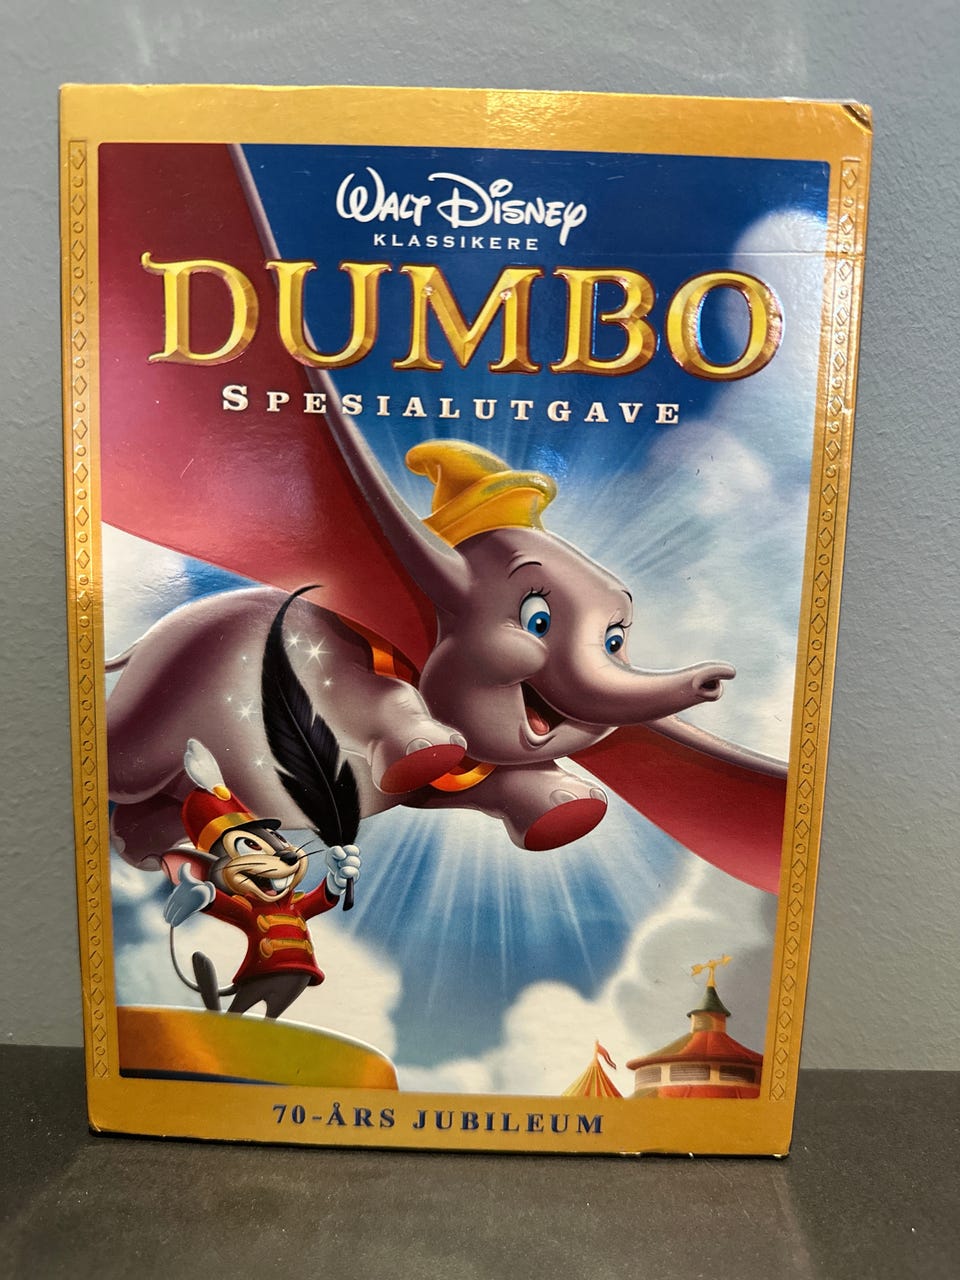 WALT DISNEY
KLASSIKERE
DUMBO
SPESIALUTGAVE
70-ÅRS JUBILEUM